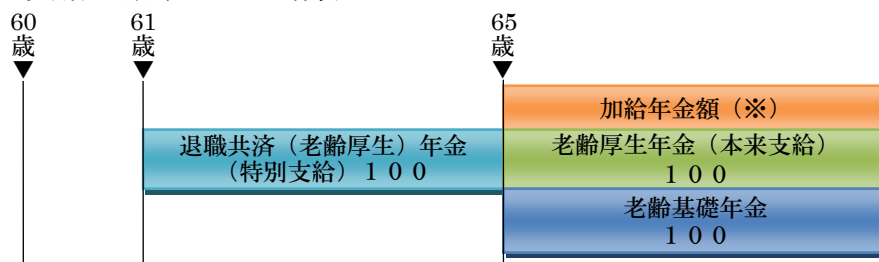 60
歳
61
歳
65
歳
加給年金額（※）
退職共済（老齢厚生）年金
（特別支給）１００
老齢厚生年金（本来支給）
１００
老齢基礎年金
１００